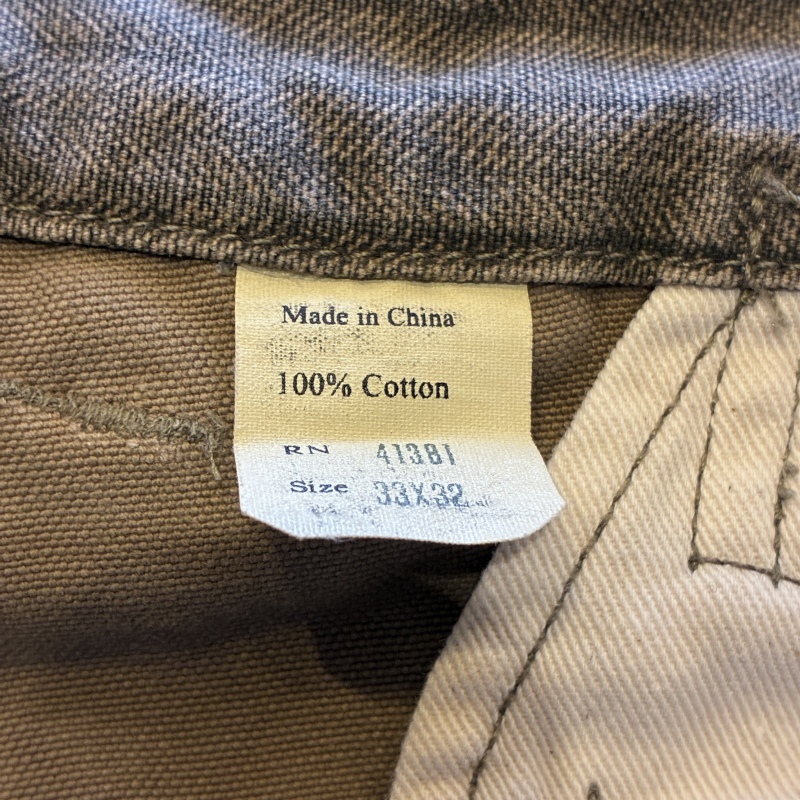 Made in China
100% Cotton
RN 41381
Size 33X32